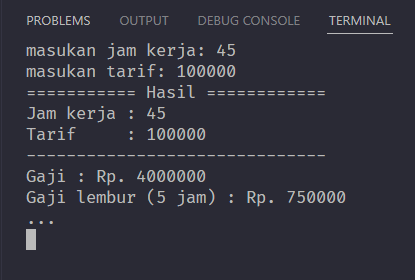 PROBLEMS OUTPUT DEBUG CONSOLE TERMINAL
masukan jam kerja: 45
masukan tarif: 100000
=========== Hasil ============
Jam kerja : 45
Tarif     : 100000
------------------------------
Gaji : Rp. 4000000
Gaji lembur (5 jam) : Rp. 750000
...